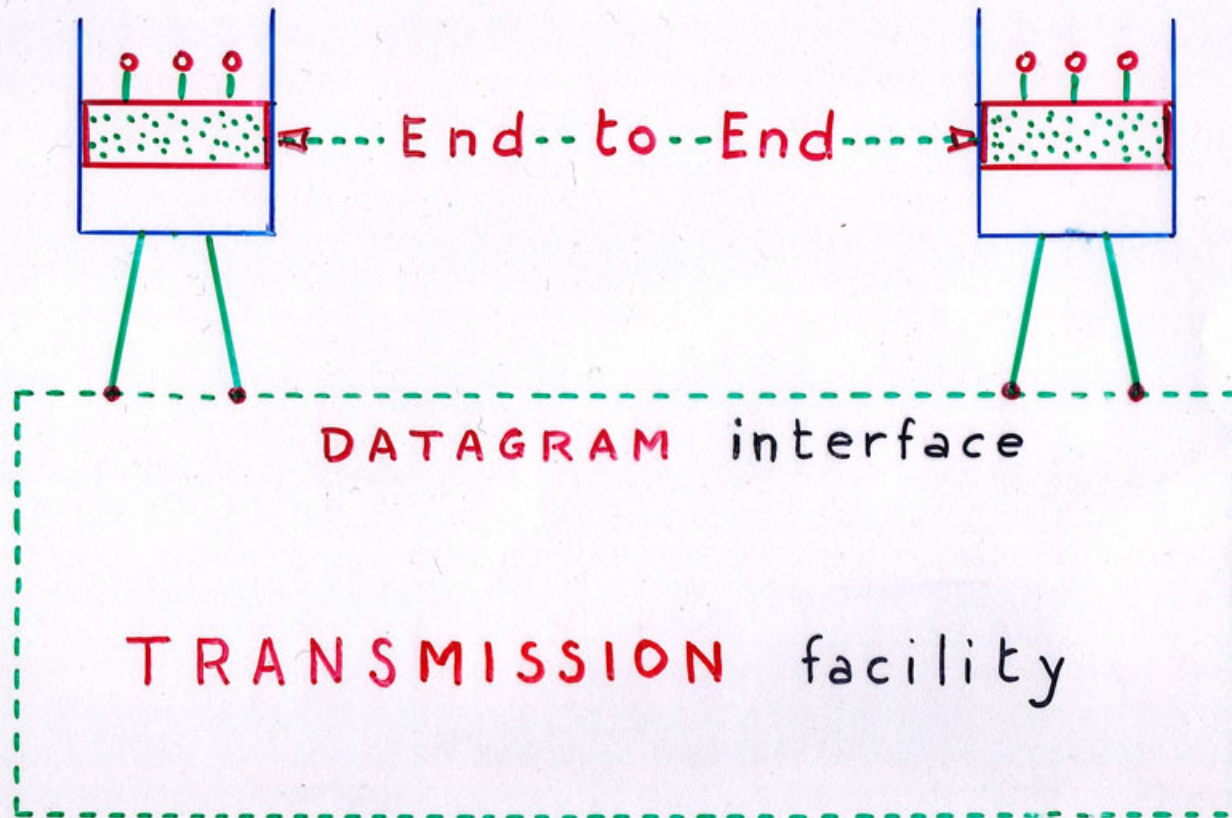 End to End
DATAGRAM interface
TRANSMISSION facility